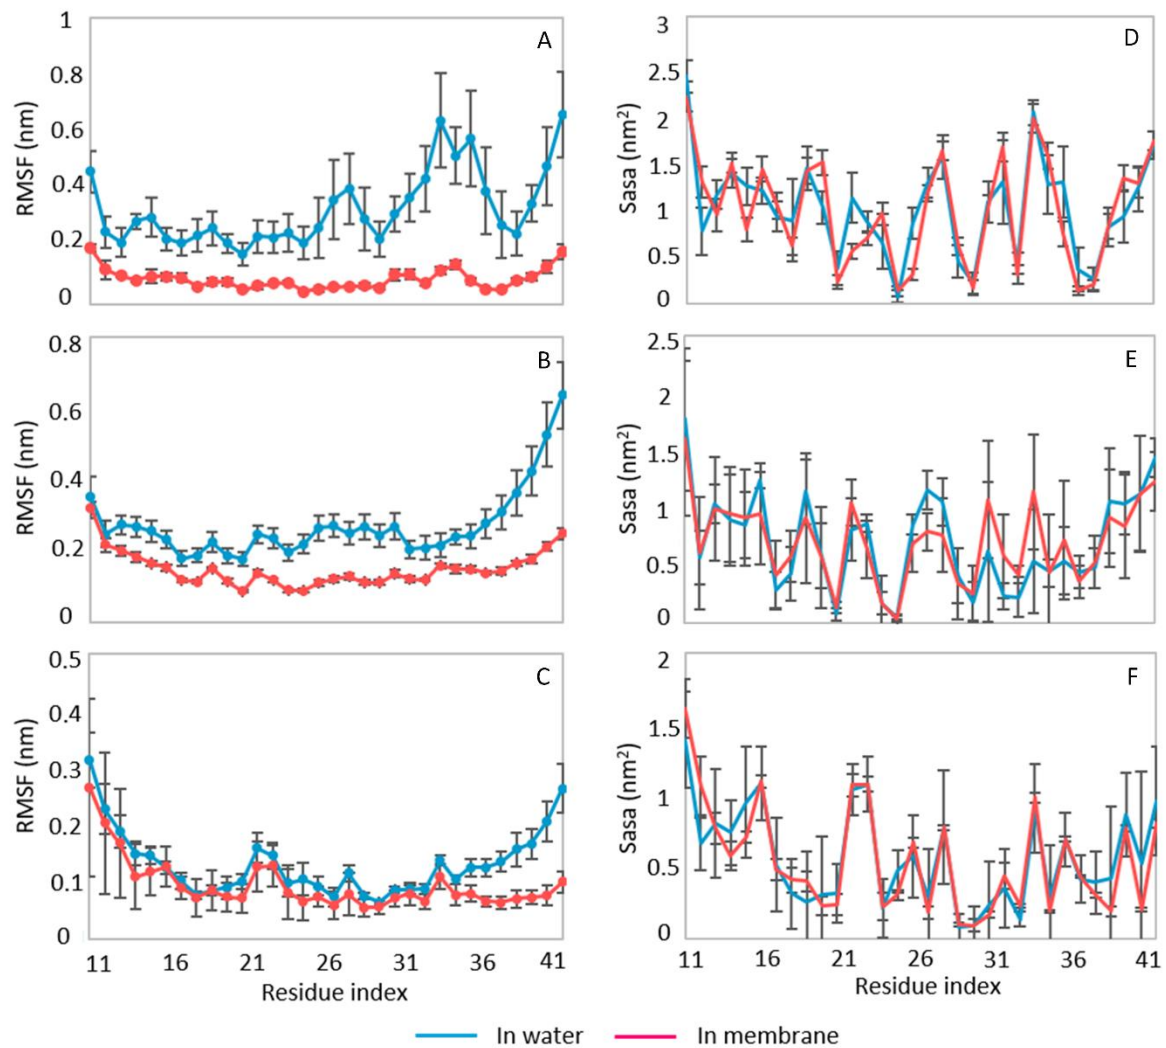 1
0.8
0.6
0.4
0.2
0
RMSF (nm)
A
3
2.5
2
1.5
1
0.5
0
Sasa (nm²)
D
0.8
0.6
0.4
0.2
0
RMSF (nm)
B
2.5
2
1.5
1
0.5
0
Sasa (nm²)
E
0.5
0.4
0.3
0.2
0.1
0
RMSF (nm)
C
11 16 21 26 31 36 41
Residue index
2
1.5
1
0.5
0
Sasa (nm²)
F
11 16 21 26 31 36 41
Residue index
In water In membrane